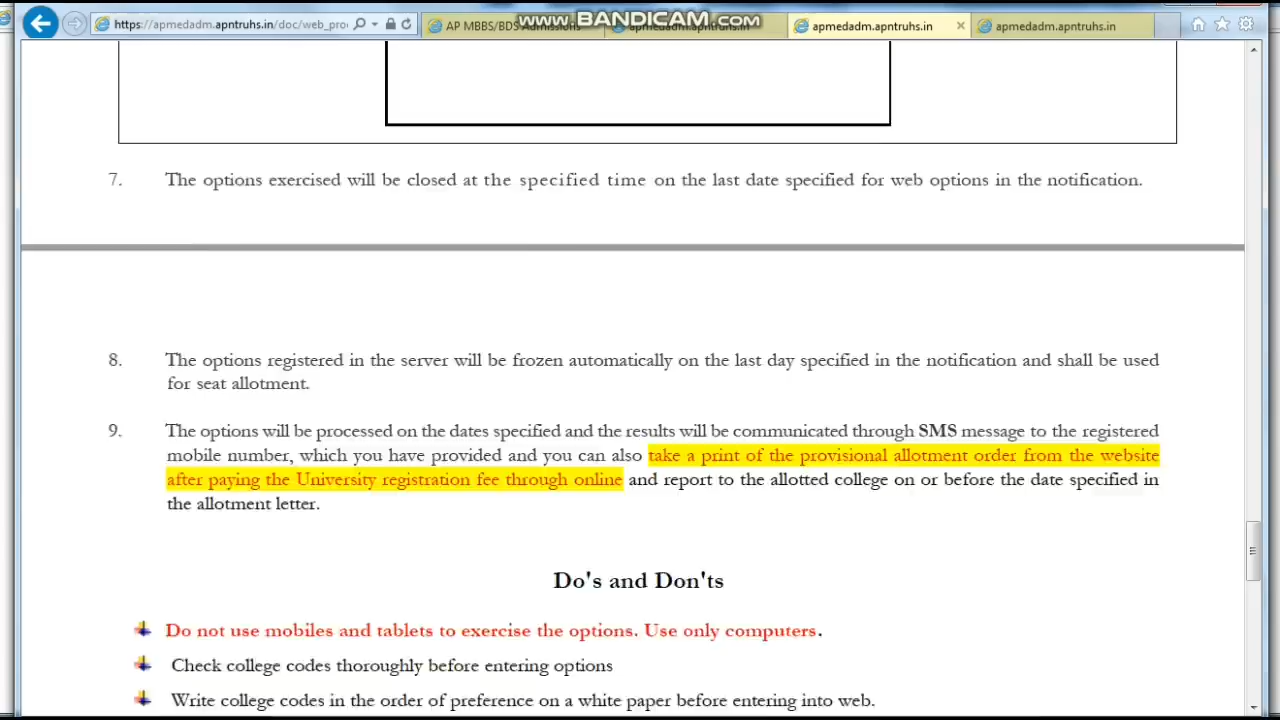 www.BANDICAM.com
https://apmedadm.apntruhs.in/doc/web_pro
AP MBBS/BDS Admissions
apmedadm.apntruhs.in
apmedadm.apntruhs.in
apmedadm.apntruhs.in
7. The options exercised will be closed at the specified time on the last date specified for web options in the notification.
8. The options registered in the server will be frozen automatically on the last day specified in the notification and shall be used
for seat allotment.
9. The options will be processed on the dates specified and the results will be communicated through SMS message to the registered
mobile number, which you have provided and you can also take a print of the provisional allotment order from the website
after paying the University registration fee through online and report to the allotted college on or before the date specified in
the allotment letter.
Do's and Don'ts
Do not use mobiles and tablets to exercise the options. Use only computers.
Check college codes thoroughly before entering options
Write college codes in the order of preference on a white paper before entering into web.